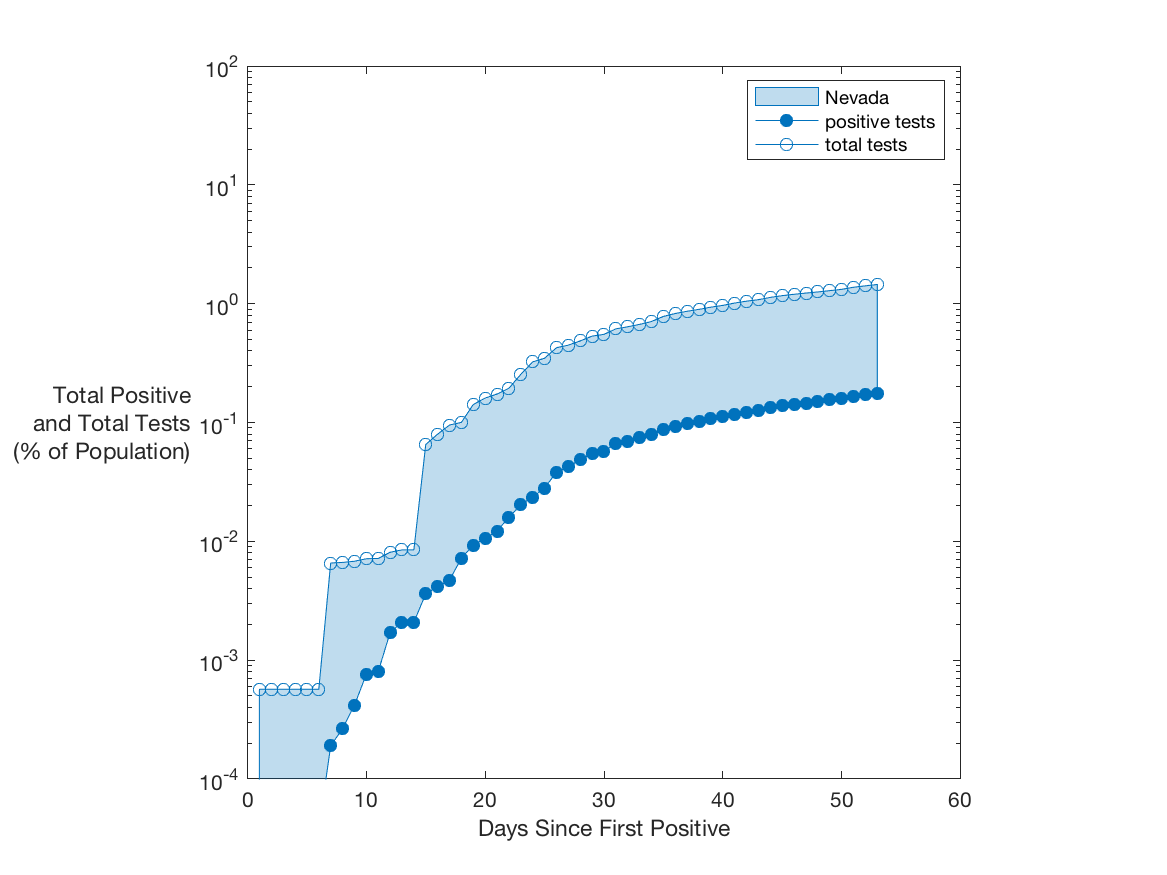 10^2
10^1
10^0
10^-1
10^-2
10^-3
10^-4
Total Positive
and Total Tests
(% of Population)
Nevada
positive tests
total tests
0 10 20 30 40 50 60
Days Since First Positive